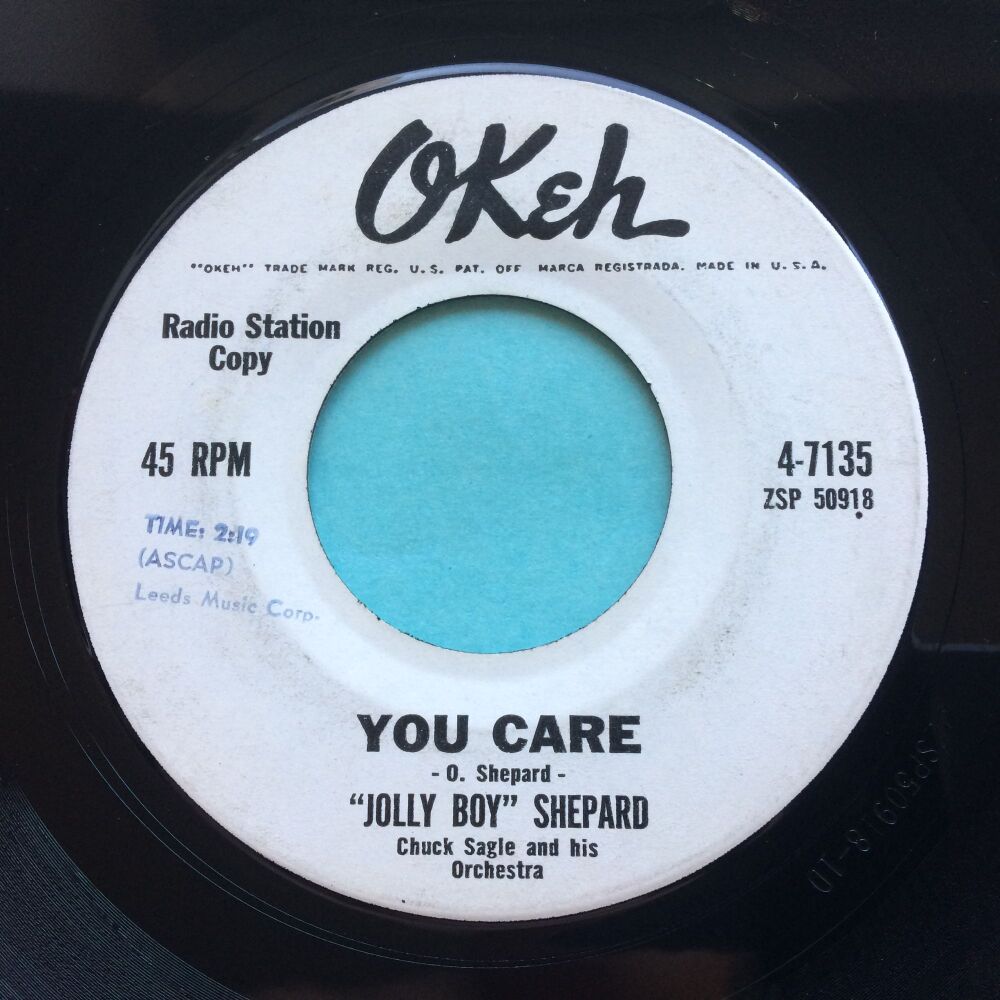 OKeh
"OKEH" TRADE MARK REG. U.S. PAT. OFF MARCA REGISTRADA. MADE IN U.S.A.
Radio Station
Copy
45 RPM
4-7135
ZSP 50918
TIME: 2:19
(ASCAP)
Leeds Music Corp.
YOU CARE
- O. Shepard -
"JOLLY BOY" SHEPARD
Chuck Sagle and his
Orchestra